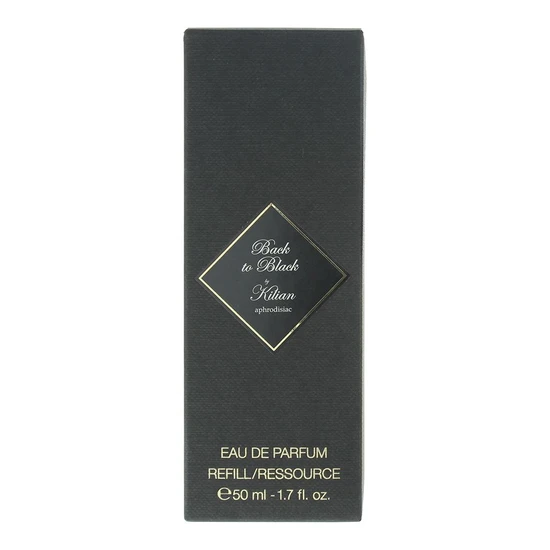 Back
to Black
by
Kilian
aphrodisiac
EAU DE PARFUM
REFILL/RESSOURCE
℮50 ml - 1.7 fl. oz.